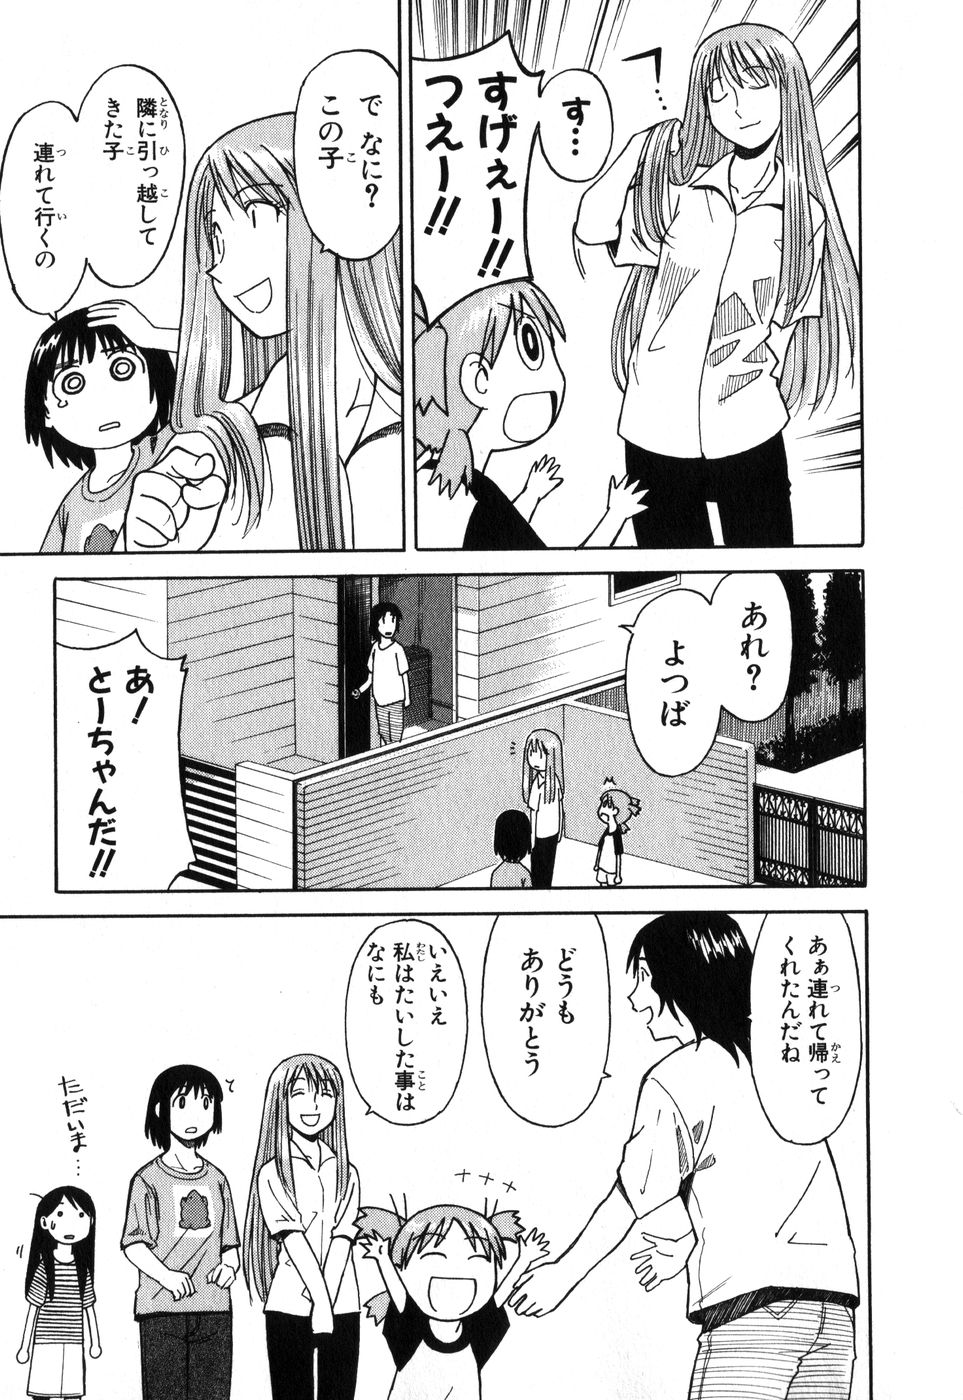 す…
すげぇー!!
つえー!!
で なに?
この子
隣に引っ越して
きた子
連れて行くの
あれ?
よつば
あ!
とーちゃんだ!!
あぁ連れて帰って
くれたんだね
どうも
ありがとう
いえいえ
私はたいした事は
なにも
ただいま…